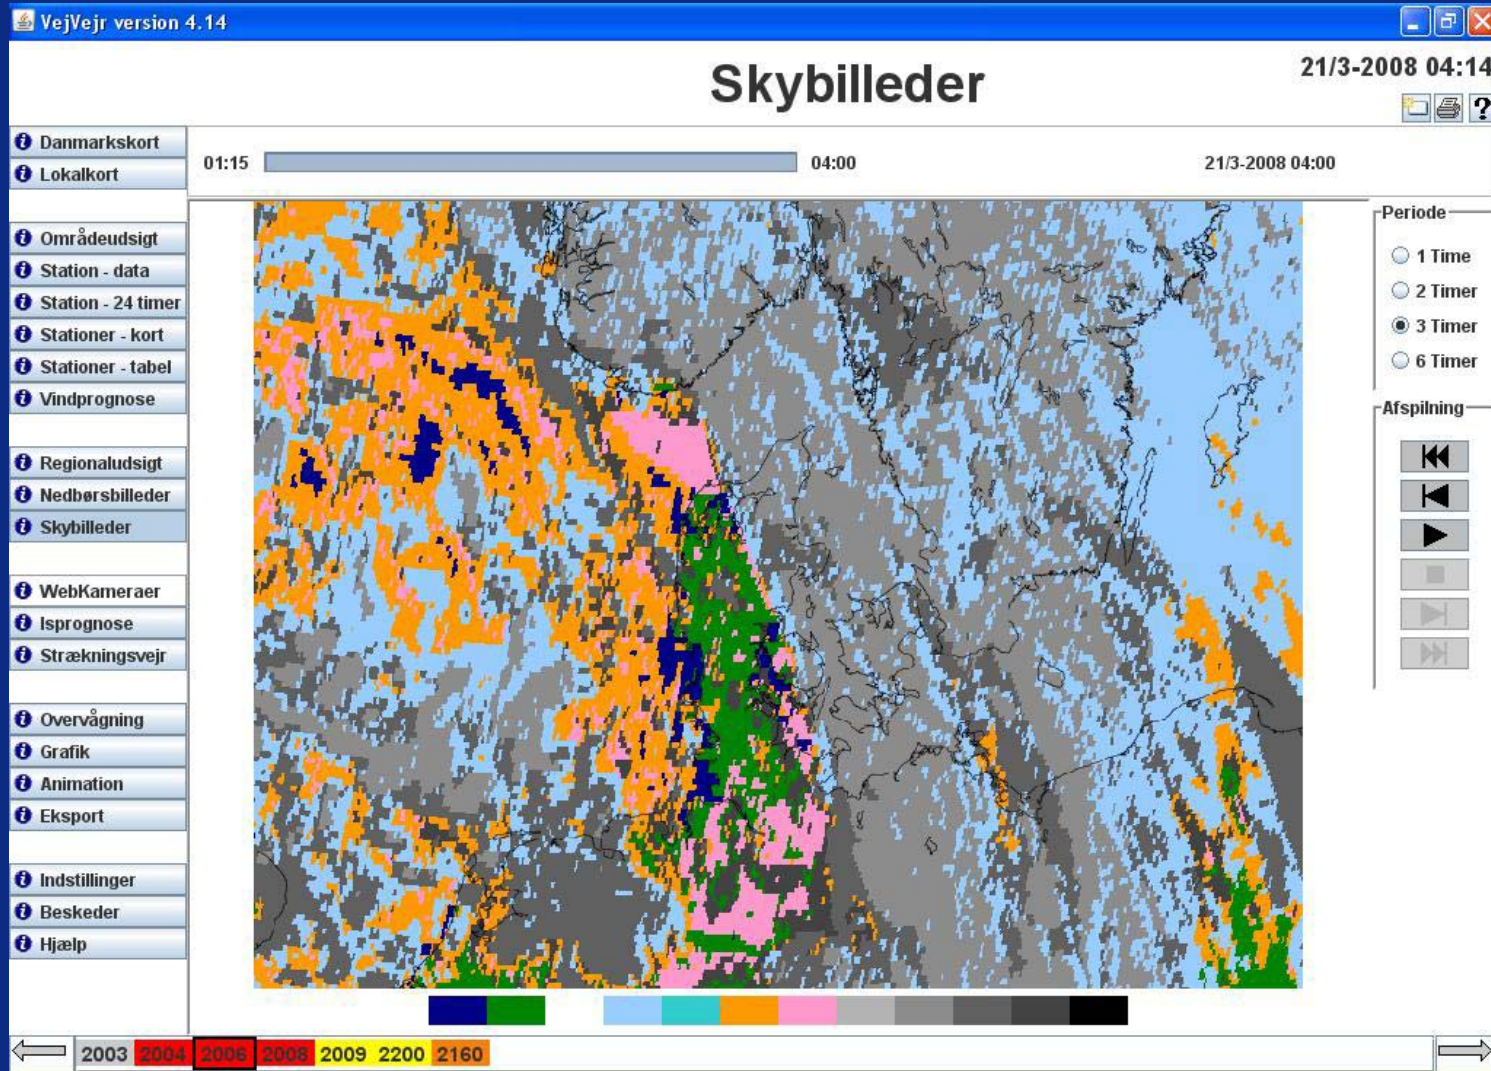 VejVejr version 4.14
Skybilleder
21/3-2008 04:14
?
Danmarkskort
Lokalkort
01:15
04:00
21/3-2008 04:00
Områdeudsigt
Station - data
Station - 24 timer
Stationer - kort
Stationer - tabel
Vindprognose
Regionaludsigt
Nedbørsbilleder
Skybilleder
WebKameraer
Isprognose
Strækningsvejr
Overvågning
Grafik
Animation
Eksport
Indstillinger
Beskeder
Hjælp
Periode
1 Time
2 Timer
3 Timer
6 Timer
Afspilning
2003 2004 2006 2008 2009 2200 2160